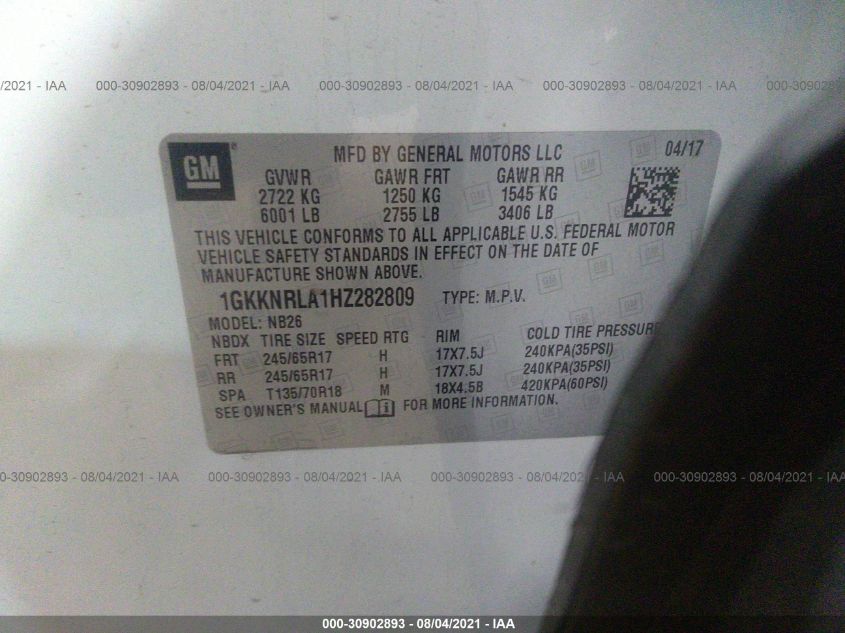 /2021 - IAA 000-30902893 - 08/04/2021 - IAA 000-30902893 - 08/04/2021 - IAA 000-30902893 - 08/04/2021 - IAA 000-3090289
GM
MFD BY GENERAL MOTORS LLC 04/17
GVWR GAWR FRT GAWR RR
2722 KG 1250 KG 1545 KG
6001 LB 2755 LB 3406 LB
THIS VEHICLE CONFORMS TO ALL APPLICABLE U.S. FEDERAL MOTOR
VEHICLE SAFETY STANDARDS IN EFFECT ON THE DATE OF
MANUFACTURE SHOWN ABOVE.
1GKKNRLA1HZ282809 TYPE: M.P.V.
MODEL: NB26
NBDX TIRE SIZE SPEED RTG RIM COLD TIRE PRESSURE
FRT 245/65R17 H 17X7.5J 240KPA(35PSI)
RR 245/65R17 H 17X7.5J 240KPA(35PSI)
SPA T135/70R18 M 18X4.5B 420KPA(60PSI)
SEE OWNER'S MANUAL FOR MORE INFORMATION.
00-30902893 - 08/04/2021 - IAA 000-30902893 - 08/04/2021 - IAA 000-30902893 - 08/04/2021 - IAA 000-30902893 - 08/04/2021 - IAA
000-30902893 - 08/04/2021 - IAA